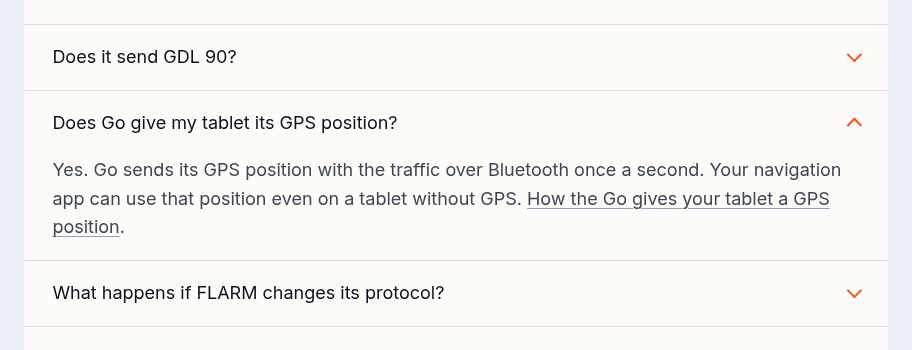 Does it send GDL 90?
Does Go give my tablet its GPS position?
Yes. Go sends its GPS position with the traffic over Bluetooth once a second. Your navigation
app can use that position even on a tablet without GPS. How the Go gives your tablet a GPS
position.
What happens if FLARM changes its protocol?